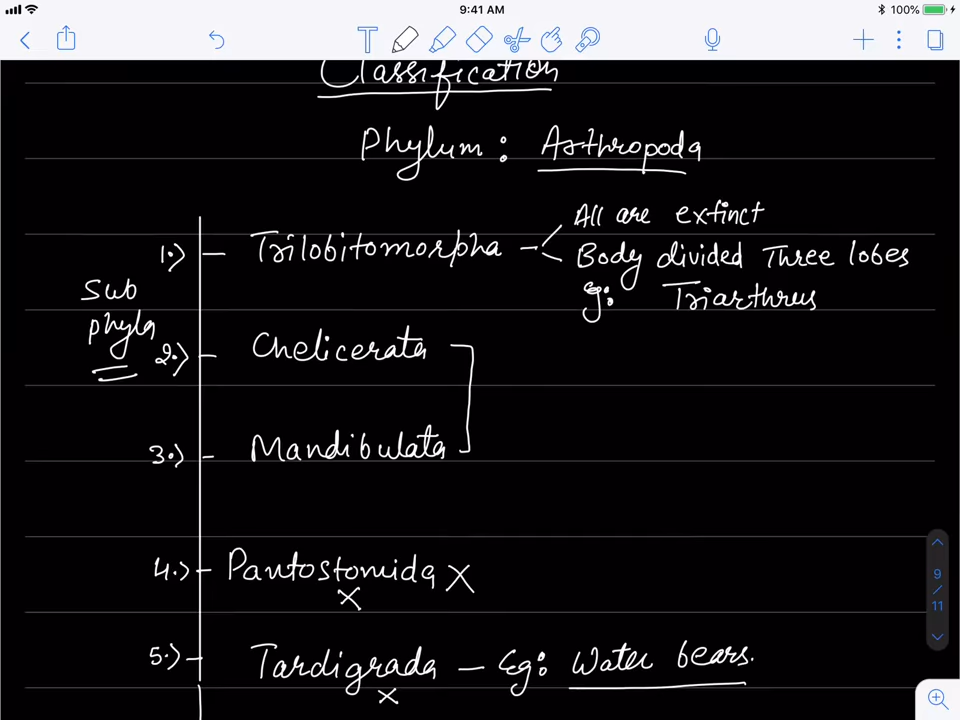 9:41 AM
100%
Classification
Phylum : Arthropoda
1.) Trilobitomorpha
All are extinct
Body divided Three lobes
Eg: Triarthrus
Sub
phyla
2.) Chelicerata
3.) Mandibulata
4.) Pantostomida X
X
5.) Tardigrada - Eg: Water bears.
X
9
/
11